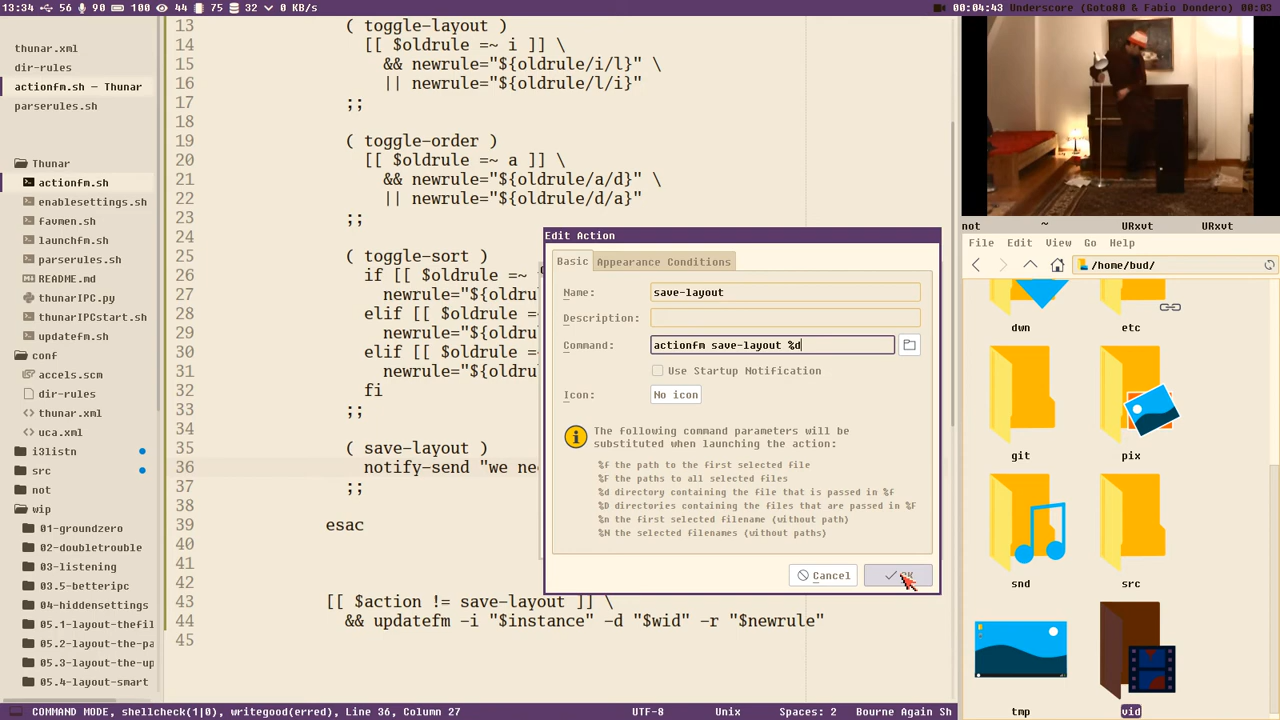 13:34 56 90 100 44 75 32 0 KB/s
00:04:43 Underscore (Goto80 & Fabio Dondero) 00:03
thunar.xml
dir-rules
actionfm.sh — Thunar
parserules.sh
Thunar
actionfm.sh
enablesettings.sh
favmen.sh
launchfm.sh
parserules.sh
README.md
thunarIPC.py
thunarIPCstart.sh
updatefm.sh
conf
accels.scm
dir-rules
thunar.xml
uca.xml
i3listn
src
not
wip
01-groundzero
02-doubletrouble
03-listening
03.5-betteripc
04-hiddensettings
05.1-layout-thefil
05.2-layout-the-pa
05.3-layout-the-up
05.4-layout-smart
13 ( toggle-layout )
14 [[ $oldrule =~ i ]] \
15 && newrule="${oldrule/i/l}" \
16 || newrule="${oldrule/l/i}"
17 ;;
18
19 ( toggle-order )
20 [[ $oldrule =~ a ]] \
21 && newrule="${oldrule/a/d}" \
22 || newrule="${oldrule/d/a}"
23 ;;
24
25 ( toggle-sort )
26 if [[ $oldrule =~
27 newrule="${old
28 elif [[ $oldrule
29 newrule="${old
30 elif [[ $oldrule
31 newrule="${old
32 fi
33 ;;
34
35 ( save-layout )
36 notify-send "we ne
37 ;;
38
39 esac
40
41
42
43 [[ $action != save-layout ]] \
44 && updatefm -i "$instance" -d "$wid" -r "$newrule"
45
Edit Action
Basic Appearance Conditions
Name: save-layout
Description:
Command: actionfm save-layout %d
Use Startup Notification
Icon: No icon
The following command parameters will be
substituted when launching the action:
%f the path to the first selected file
%F the paths to all selected files
%d directory containing the file that is passed in %f
%D directories containing the files that are passed in %F
%n the first selected filename (without path)
%N the selected filenames (without paths)
Cancel OK
not ~ URxvt URxvt
File Edit View Go Help
/home/bud/
dwn etc
git pix
snd src
tmp vid
COMMAND MODE, shellcheck(1|0), writegood(erred), Line 36, Column 27 UTF-8 Unix Spaces: 2 Bourne Again Sh